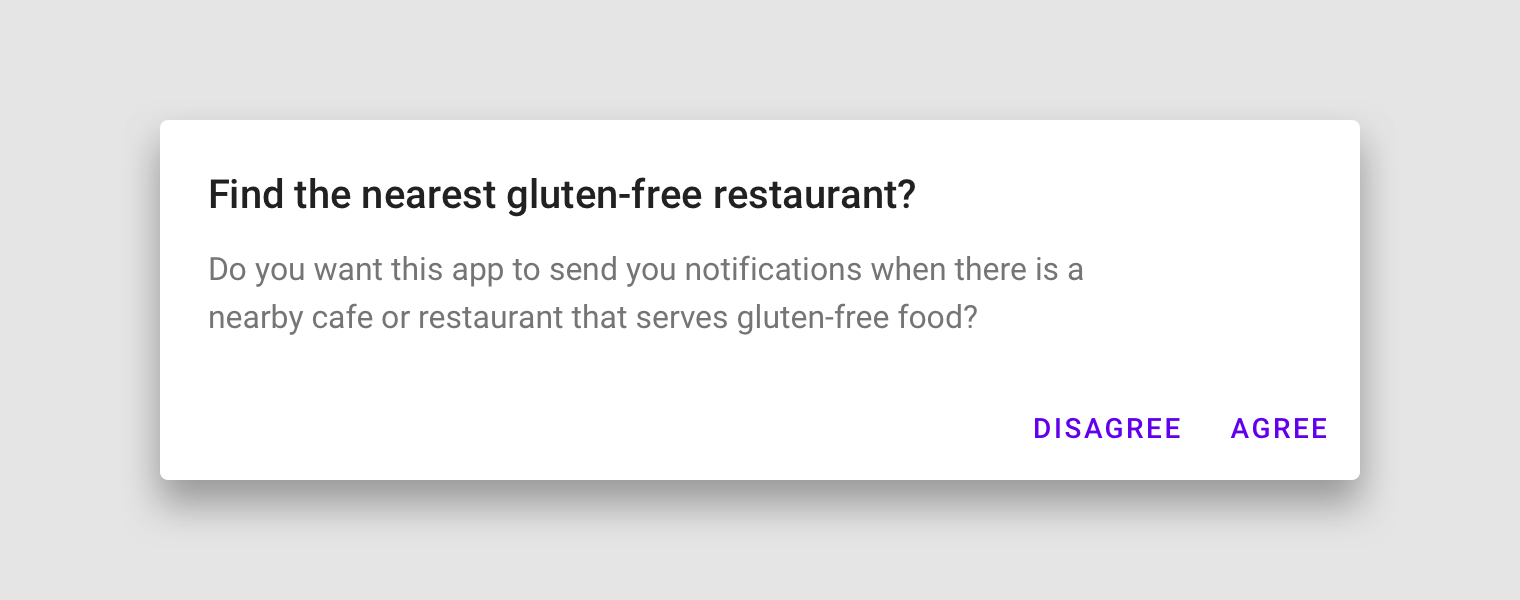 Find the nearest gluten-free restaurant?
Do you want this app to send you notifications when there is a
nearby cafe or restaurant that serves gluten-free food?
DISAGREE AGREE